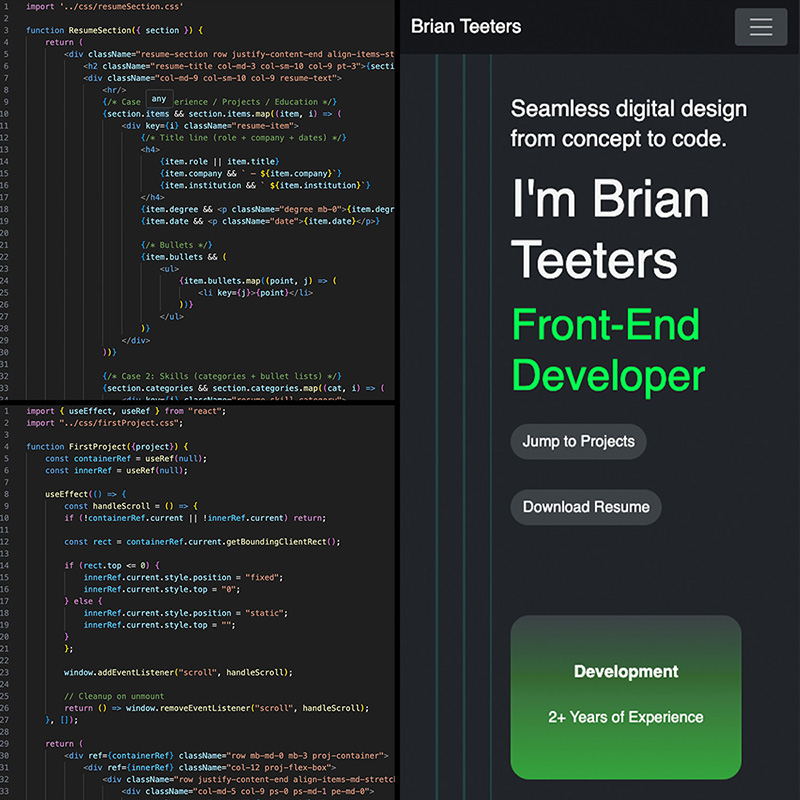 1 import '../css/resumeSection.css'
2
3 function ResumeSection({ section }) {
4 return (
5 <div className="resume-section row justify-content-end align-items-st
6 <h2 className="resume-title col-md-3 col-sm-10 col-9 pt-3">{secti
7 <div className="col-md-9 col-sm-10 col-9 resume-text">
8 <hr/>
any
9 {/* Case erience / Projects / Education */}
10 {section.items && section.items.map((item, i) => (
11 <div key={i} className="resume-item">
12 {/* Title line (role + company + dates) */}
13 <h4>
14 {item.role || item.title}
15 {item.company && ` – ${item.company}`}
16 {item.institution && ` ${item.institution}`}
17 </h4>
18 {item.degree && <p className="degree mb-0">{item.degr
19 {item.date && <p className="date">{item.date}</p>}
20
21 {/* Bullets */}
22 {item.bullets && (
23 <ul>
24 {item.bullets.map((point, j) => (
25 <li key={j}>{point}</li>
26 ))}
27 </ul>
28 )}
29 </div>
30 ))}
31
32 {/* Case 2: Skills (categories + bullet lists) */}
33 {section.categories && section.categories.map((cat, i) => (
<div key={i} className="resume-skill-category">
1 import { useEffect, useRef } from "react";
2 import "../css/firstProject.css";
3
4 function FirstProject({project}) {
5 const containerRef = useRef(null);
6 const innerRef = useRef(null);
7
8 useEffect(() => {
9 const handleScroll = () => {
10 if (!containerRef.current || !innerRef.current) return;
11
12 const rect = containerRef.current.getBoundingClientRect();
13
14 if (rect.top <= 0) {
15 innerRef.current.style.position = "fixed";
16 innerRef.current.style.top = "0";
17 } else {
18 innerRef.current.style.position = "static";
19 innerRef.current.style.top = "";
20 }
21 };
22
23 window.addEventListener("scroll", handleScroll);
24
25 // Cleanup on unmount
26 return () => window.removeEventListener("scroll", handleScroll);
27 }, []);
28
29 return (
30 <div ref={containerRef} className="row mb-md-0 mb-3 proj-container">
31 <div ref={innerRef} className="col-12 proj-flex-box">
32 <div className="row justify-content-end align-items-md-stretch
33 <div className="col-md-5 col-9 ps-0 ps-md-1 pe-md-0">
Brian Teeters
Seamless digital design
from concept to code.
I'm Brian
Teeters
Front-End
Developer
Jump to Projects
Download Resume
Development
2+ Years of Experience